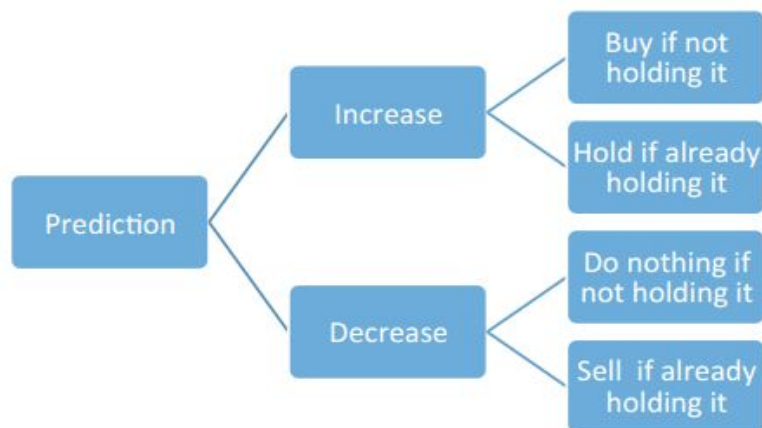 Prediction
Increase
Buy if not
holding it
Hold if already
holding it
Decrease
Do nothing if
not holding it
Sell if already
holding it